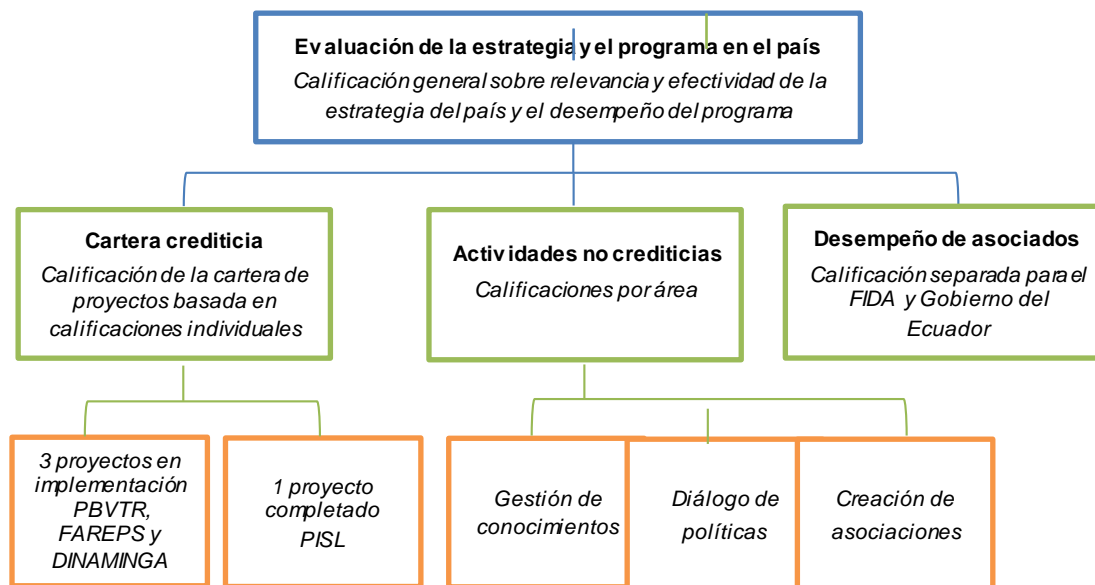 Evaluación de la estrategia y el programa en el país
Calificación general sobre relevancia y efectividad de la
estrategia del país y el desempeño del programa
Cartera crediticia
Calificación de la cartera de
proyectos basada en
calificaciones individuales
Actividades no crediticias
Calificaciones por área
Desempeño de asociados
Calificación separada para el
FIDA y Gobierno del
Ecuador
3 proyectos en
implementación
PBVTR,
FAREPS y
DINAMINGA
1 proyecto
completado
PISL
Gestión de
conocimientos
Diálogo de
políticas
Creación de
asociaciones